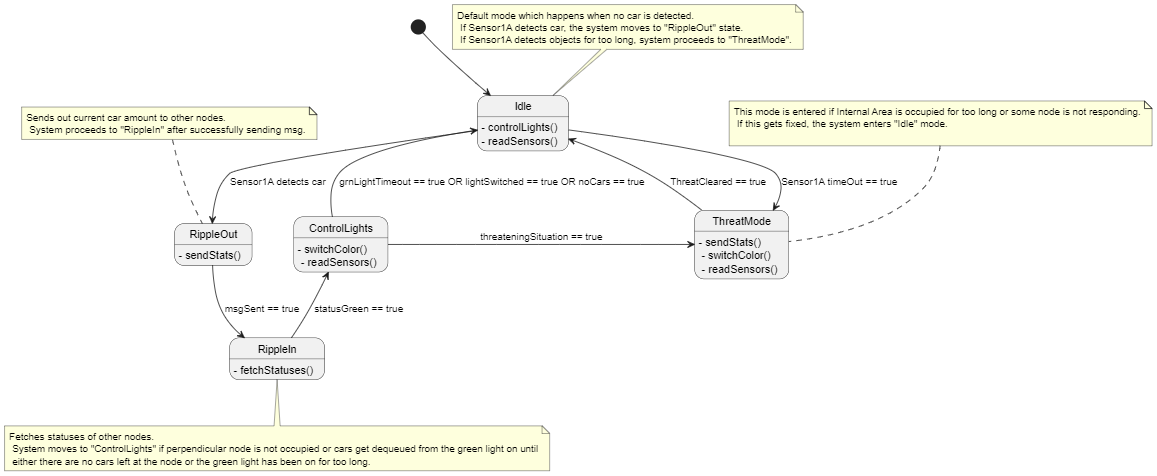 Default mode which happens when no car is detected.
If Sensor1A detects car, the system moves to "RippleOut" state.
If Sensor1A detects objects for too long, system proceeds to "ThreatMode".
Idle
- controlLights()
- readSensors()
Sends out current car amount to other nodes.
System proceeds to "RippleIn" after successfully sending msg.
This mode is entered if Internal Area is occupied for too long or some node is not responding.
If this gets fixed, the system enters "Idle" mode.
Sensor1A detects car
grnLightTimeout == true OR lightSwitched == true OR noCars == true
ThreatCleared == true
Sensor1A timeOut == true
RippleOut
- sendStats()
ControlLights
- switchColor()
- readSensors()
threateningSituation == true
ThreatMode
- sendStats()
- switchColor()
- readSensors()
msgSent == true
statusGreen == true
RippleIn
- fetchStatuses()
Fetches statuses of other nodes.
System moves to "ControlLights" if perpendicular node is not occupied or cars get dequeued from the green light on until
either there are no cars left at the node or the green light has been on for too long.